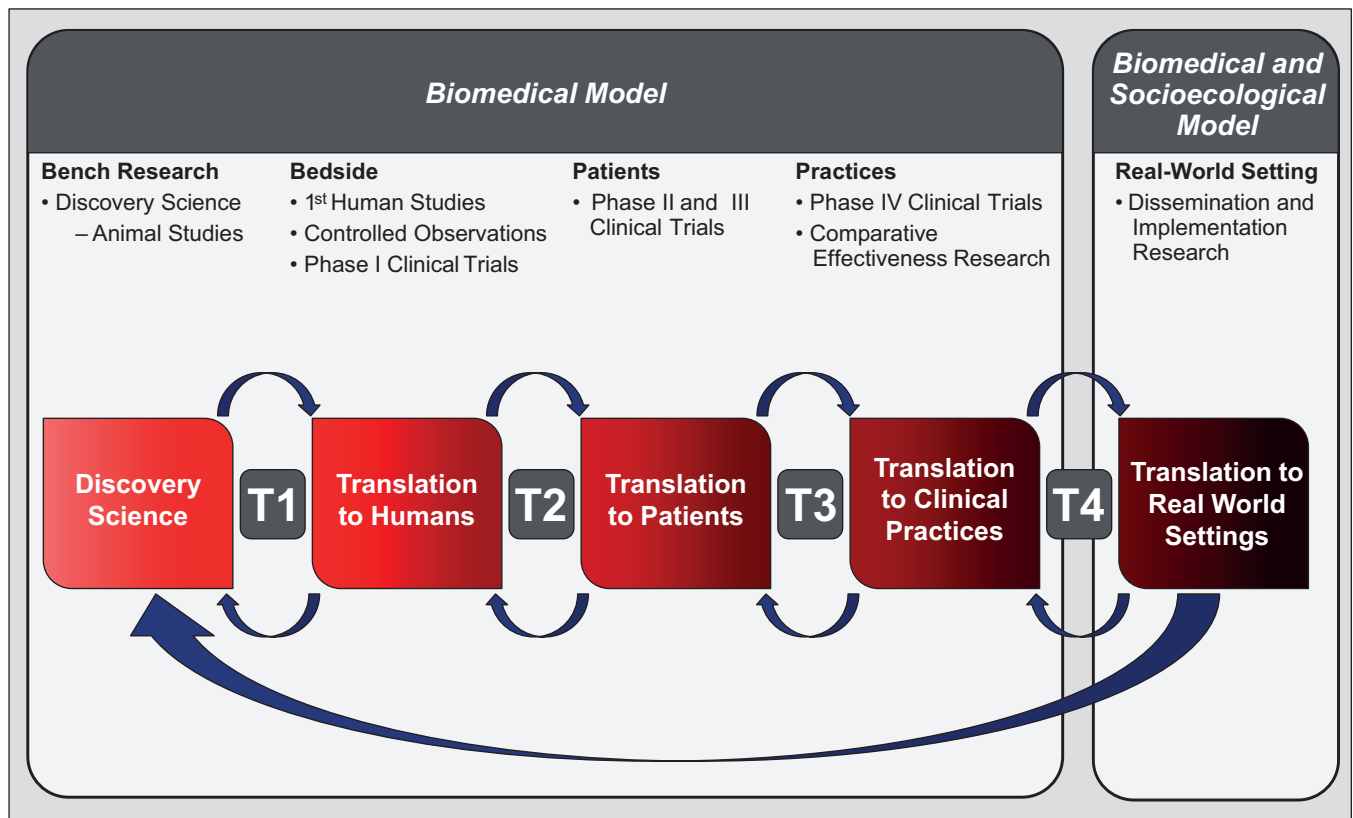 Biomedical Model
Biomedical and
Socioecological
Model
Bench Research
• Discovery Science
– Animal Studies
Bedside
• 1st Human Studies
• Controlled Observations
• Phase I Clinical Trials
Patients
• Phase II and III
Clinical Trials
Practices
• Phase IV Clinical Trials
• Comparative
Effectiveness Research
Real-World Setting
• Dissemination and
Implementation
Research
Discovery
Science
T1
Translation
to Humans
T2
Translation
to Patients
T3
Translation
to Clinical
Practices
T4
Translation to
Real World
Settings